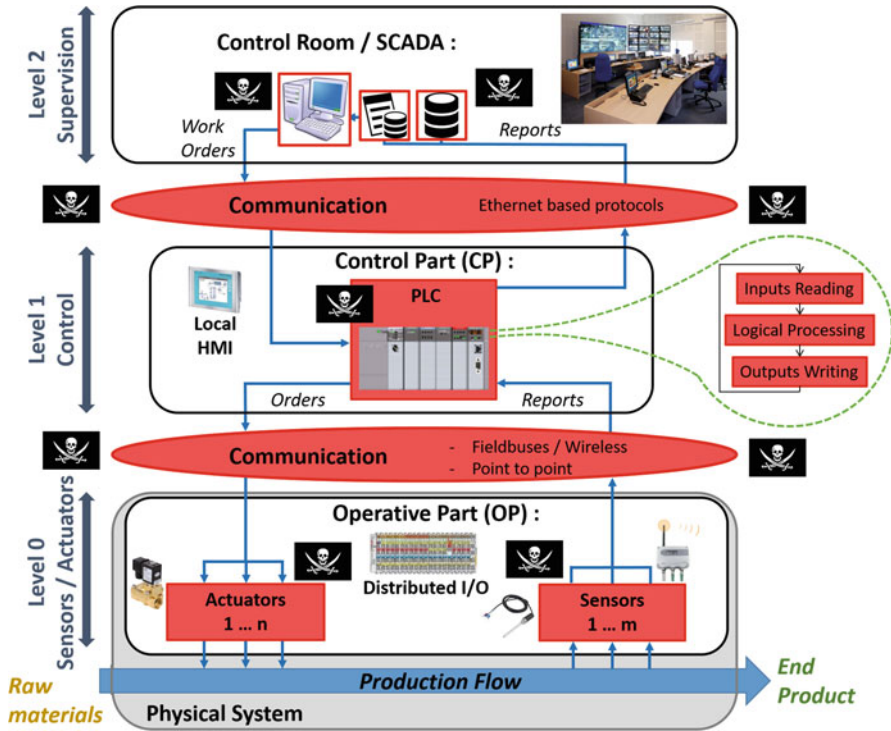 Level 2
Supervision
Control Room / SCADA :
Work
Orders
Reports
Communication
Ethernet based protocols
Level 1
Control
Control Part (CP) :
Local
HMI
PLC
Inputs Reading
Logical Processing
Outputs Writing
Orders
Reports
Communication
- Fieldbuses / Wireless
- Point to point
Level 0
Sensors / Actuators
Operative Part (OP) :
Distributed I/O
Actuators
1 ... n
Sensors
1 ... m
Raw
materials
Production Flow
End
Product
Physical System